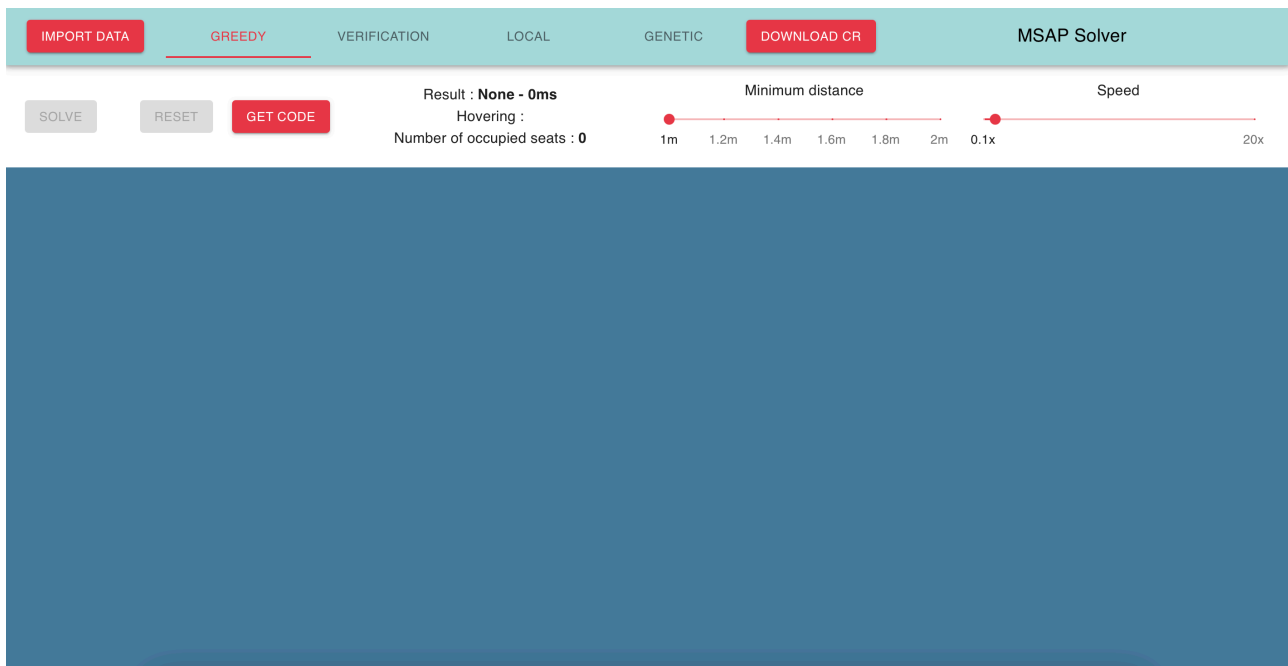 IMPORT DATA GREEDY VERIFICATION LOCAL GENETIC DOWNLOAD CR MSAP Solver
SOLVE RESET GET CODE
Result : None - 0ms
Hovering :
Number of occupied seats : 0
Minimum distance
1m 1.2m 1.4m 1.6m 1.8m 2m
Speed
0.1x 20x